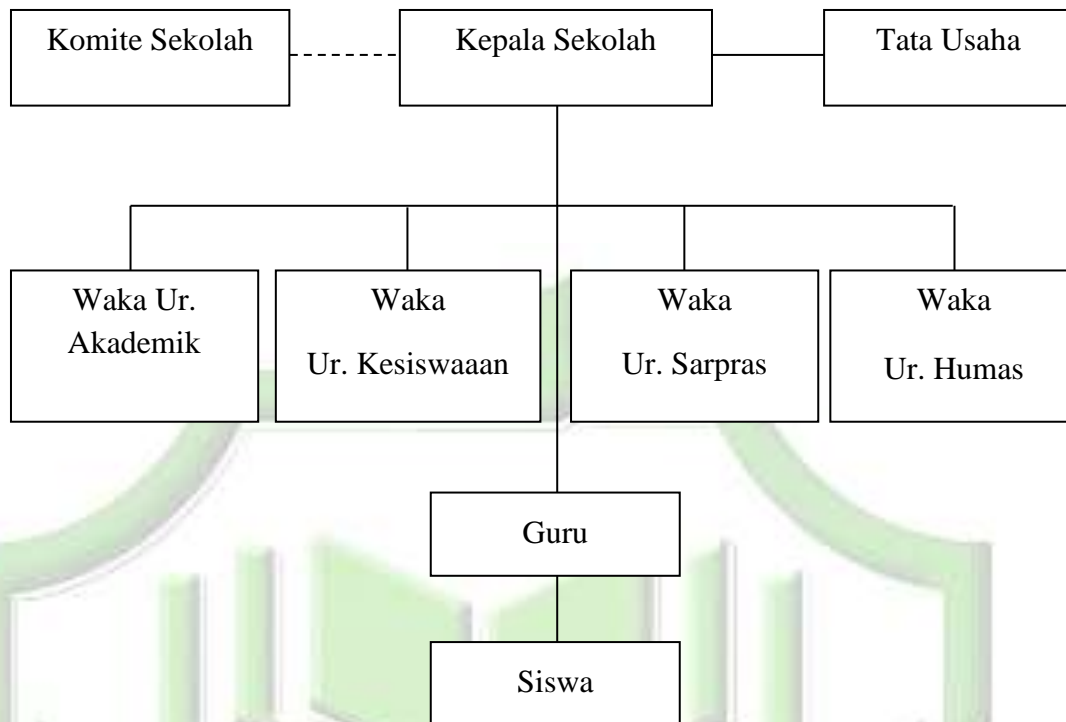 Komite Sekolah
Kepala Sekolah
Tata Usaha
Waka Ur.
Akademik
Waka
Ur. Kesiswaaan
Waka
Ur. Sarpras
Waka
Ur. Humas
Guru
Siswa